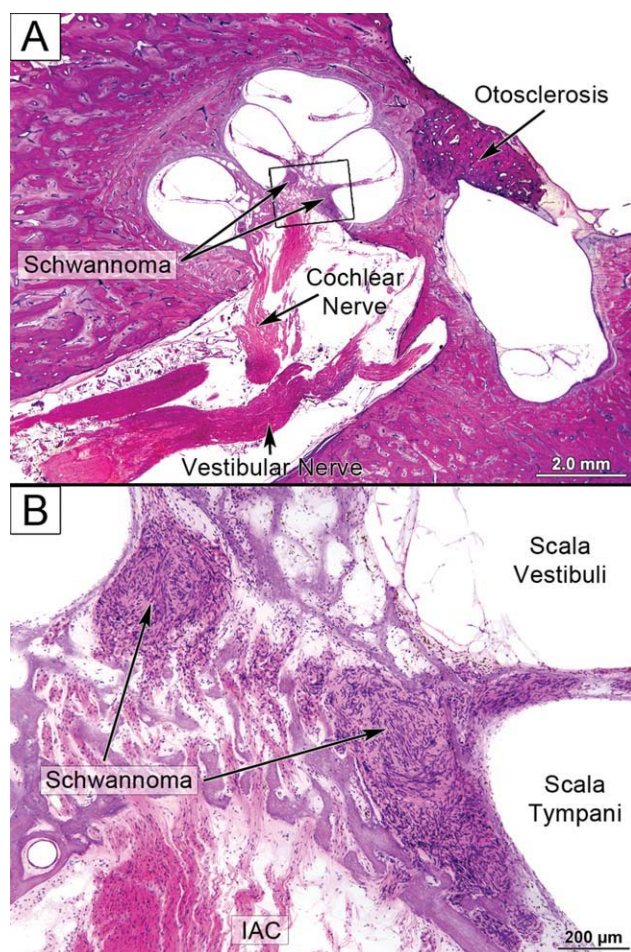 A
Otosclerosis
Schwannoma
Cochlear
Nerve
Vestibular Nerve
2.0 mm
B
Scala
Vestibuli
Schwannoma
Scala
Tympani
IAC
200 µm